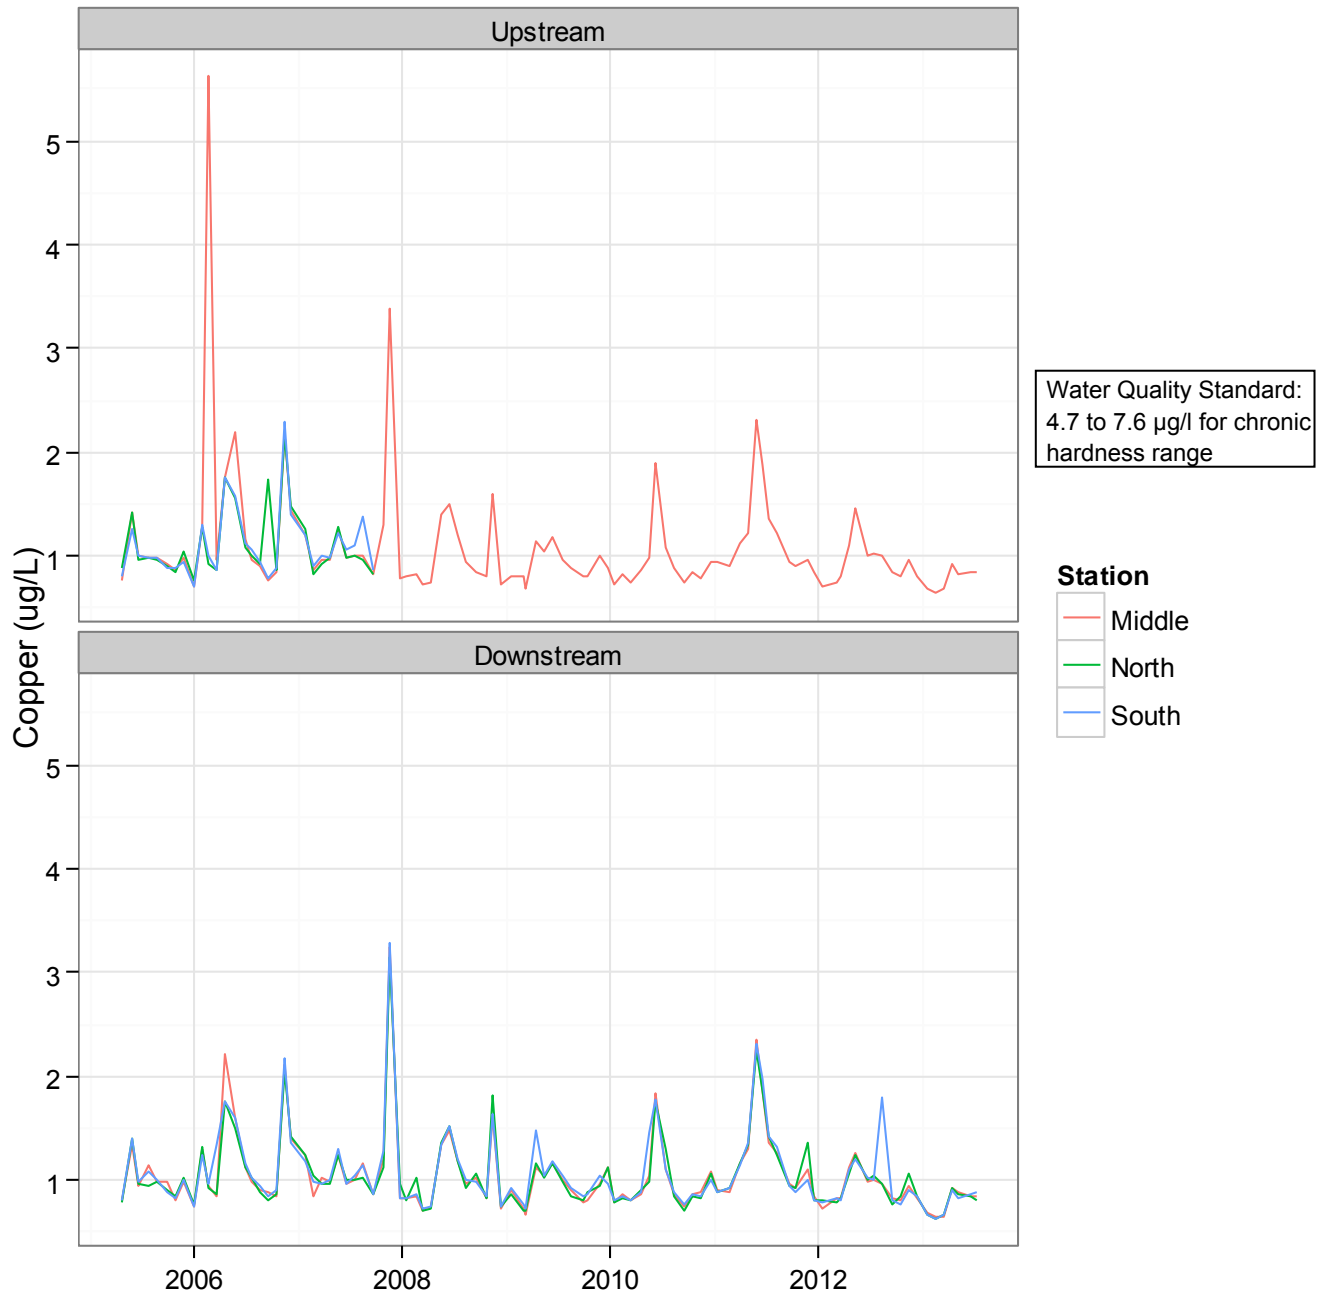 Upstream
5
4
3
2
1
Copper (ug/L)
Downstream
5
4
3
2
1
2006
2008
2010
2012
Water Quality Standard:
4.7 to 7.6 µg/l for chronic
hardness range
Station
Middle
North
South